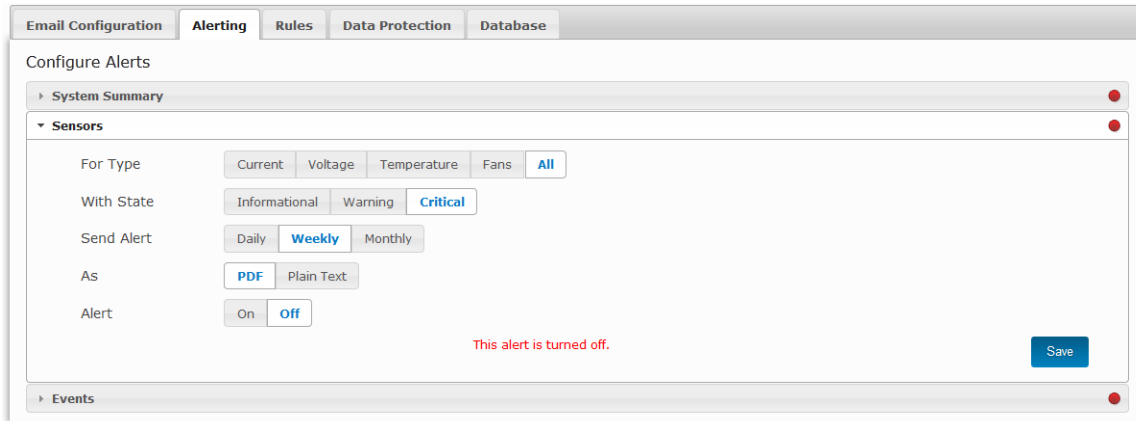 Email Configuration Alerting Rules Data Protection Database
Configure Alerts
System Summary
Sensors
For Type Current Voltage Temperature Fans All
With State Informational Warning Critical
Send Alert Daily Weekly Monthly
As PDF Plain Text
Alert On Off
This alert is turned off.
Save
Events